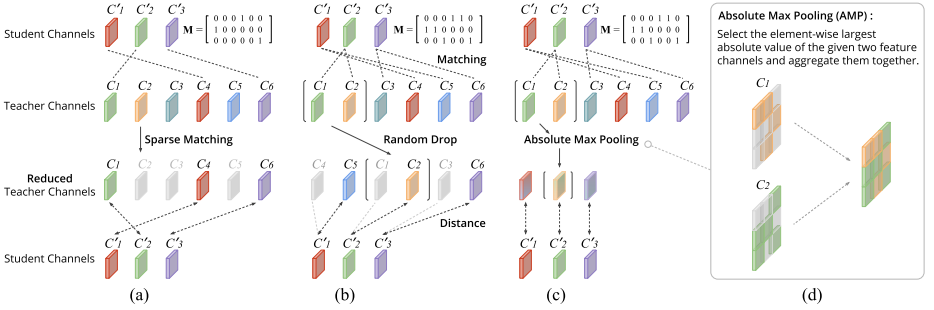 Student Channels
C'1 C'2 C'3
M =
0 0 0 1 0 0
1 0 0 0 0 0
0 0 0 0 0 1
Teacher Channels
C1 C2 C3 C4 C5 C6
Sparse Matching
Reduced
Teacher Channels
C1 C2 C3 C4 C5 C6
Student Channels
C'1 C'2 C'3
(a)
C'1 C'2 C'3
M =
0 0 0 1 1 0
1 1 0 0 0 0
0 0 1 0 0 1
Matching
C1 C2 C3 C4 C5 C6
Random Drop
C4 C5 C1 C2 C3 C6
Distance
C'1 C'2 C'3
(b)
C'1 C'2 C'3
M =
0 0 0 1 1 0
1 1 0 0 0 0
0 0 1 0 0 1
C1 C2 C3 C4 C5 C6
Absolute Max Pooling
C'1 C'2 C'3
(c)
Absolute Max Pooling (AMP) :
Select the element-wise largest
absolute value of the given two feature
channels and aggregate them together.
C1
C2
(d)